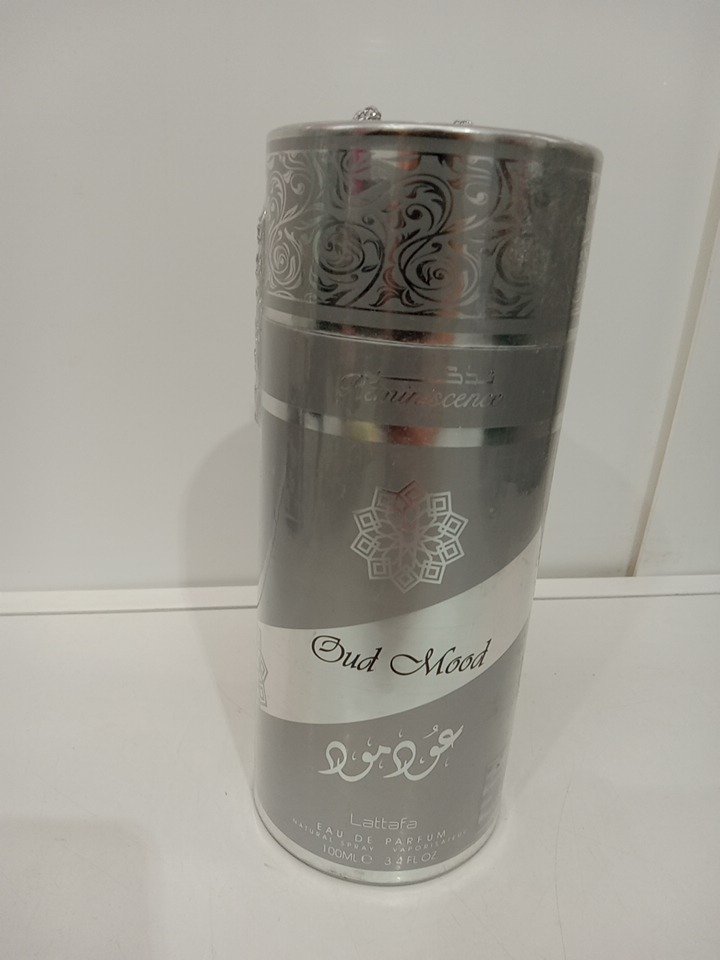 Reminiscence
Oud Mood
عود مود
Lattafa
EAU DE PARFUM
NATURAL SPRAY VAPORISATEUR
100ML℮ 3.4 FL.OZ